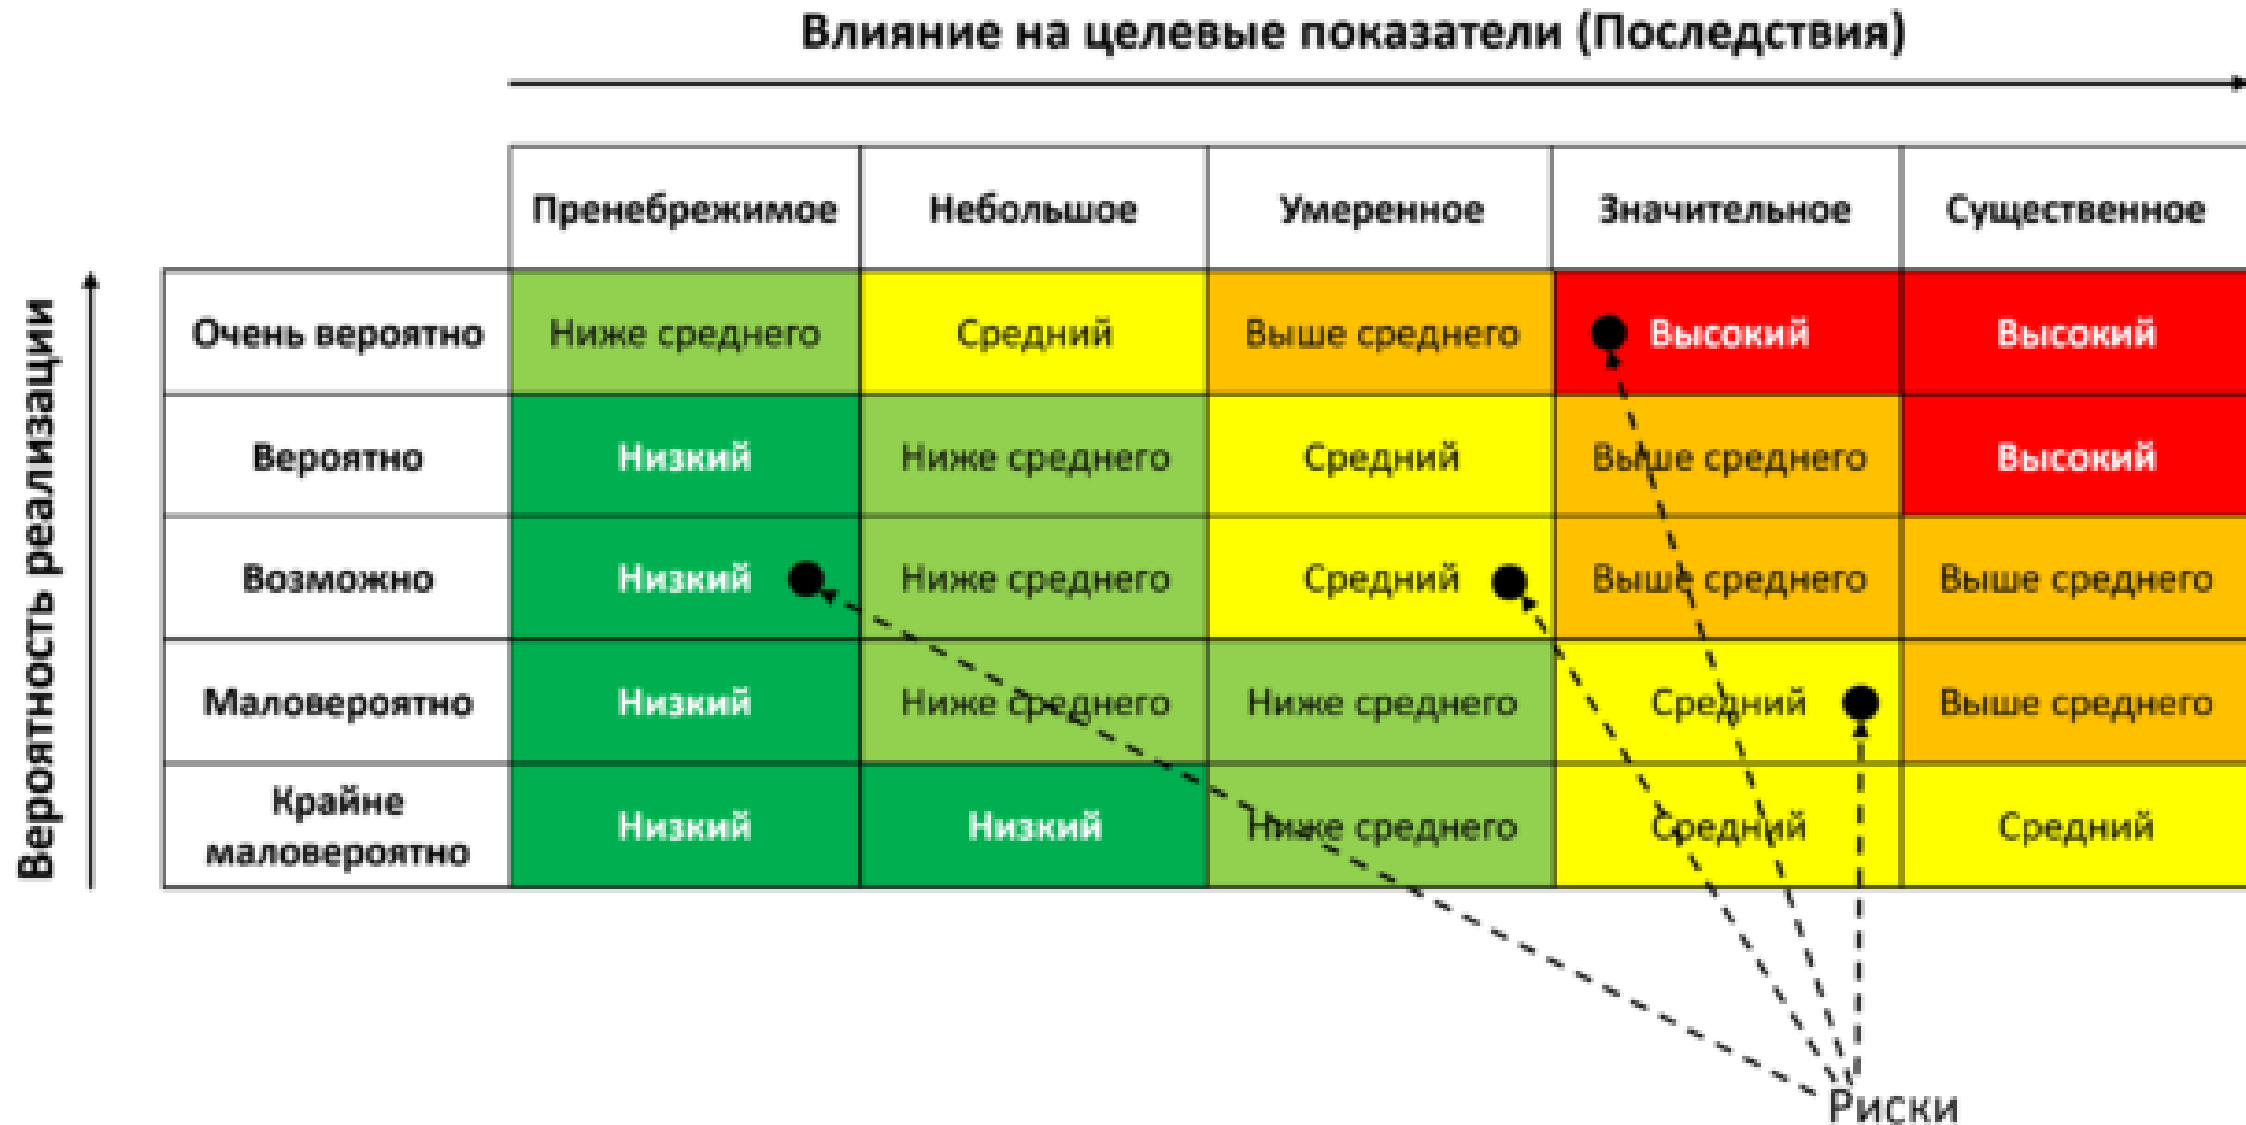 Влияние на целевые показатели (Последствия)
Пренебрежимое Небольшое Умеренное Значительное Существенное
Вероятность реализации
Очень вероятно Ниже среднего Средний Выше среднего Высокий Высокий
Вероятно Низкий Ниже среднего Средний Выше среднего Высокий
Возможно Низкий Ниже среднего Средний Выше среднего Выше среднего
Маловероятно Низкий Ниже среднего Ниже среднего Средний Выше среднего
Крайне
маловероятно Низкий Низкий Ниже среднего Средний Средний
Риски